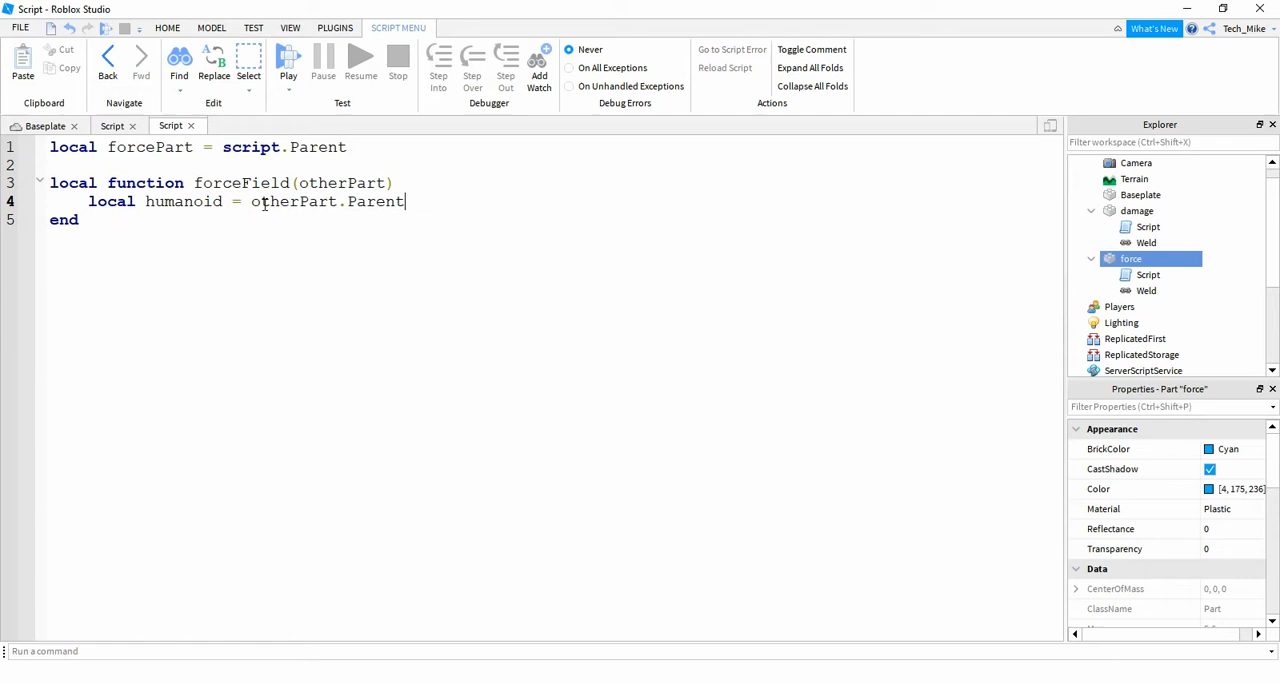 Script - Roblox Studio
FILE HOME MODEL TEST VIEW PLUGINS SCRIPT MENU What's New Tech_Mike
Paste Cut Copy Back Fwd Find Replace Select Play Pause Resume Stop Step Into Step Over Step Out Add Watch
Never
On All Exceptions
On Unhandled Exceptions
Go to Script Error
Reload Script
Toggle Comment
Expand All Folds
Collapse All Folds
Clipboard Navigate Edit Test Debugger Debug Errors Actions
Baseplate Script Script
1 local forcePart = script.Parent
2
3 local function forceField(otherPart)
4 local humanoid = otherPart.Parent
5 end
Explorer
Filter workspace (Ctrl+Shift+X)
Camera
Terrain
Baseplate
damage
Script
Weld
force
Script
Weld
Players
Lighting
ReplicatedFirst
ReplicatedStorage
ServerScriptService
Properties - Part "force"
Filter Properties (Ctrl+Shift+P)
Appearance
BrickColor Cyan
CastShadow
Color [4, 175, 236]
Material Plastic
Reflectance 0
Transparency 0
Data
CenterOfMass 0, 0, 0
ClassName Part
Run a command